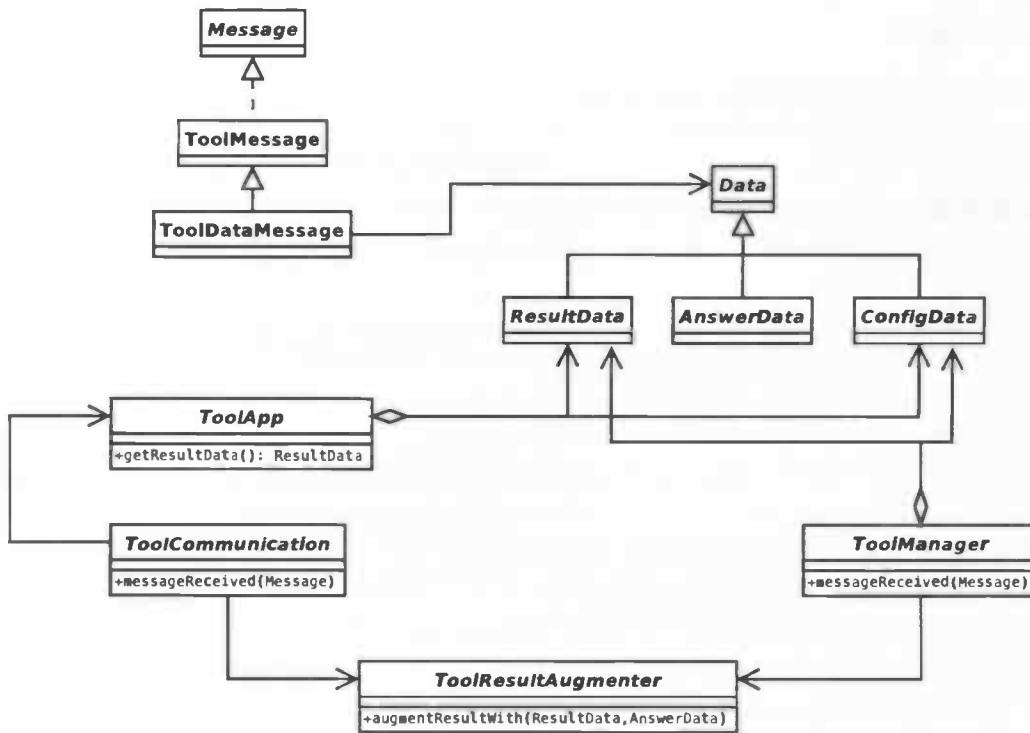 Message
ToolMessage
Data
ToolDataMessage
ResultData
AnswerData
ConfigData
ToolApp
+getResultData(): ResultData
ToolCommunication
+messageReceived(Message)
ToolManager
+messageReceived(Message)
ToolResultAugmenter
+augmentResultWith(ResultData,AnswerData)